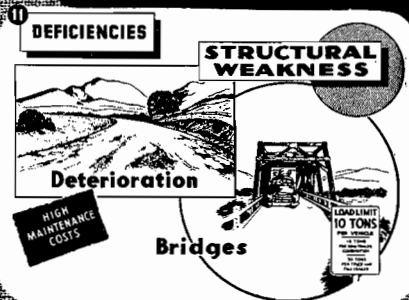 11
DEFICIENCIES
STRUCTURAL
WEAKNESS
Deterioration
HIGH
MAINTENANCE
COSTS
Bridges
LOAD LIMIT
10 TONS
PER VEHICLE